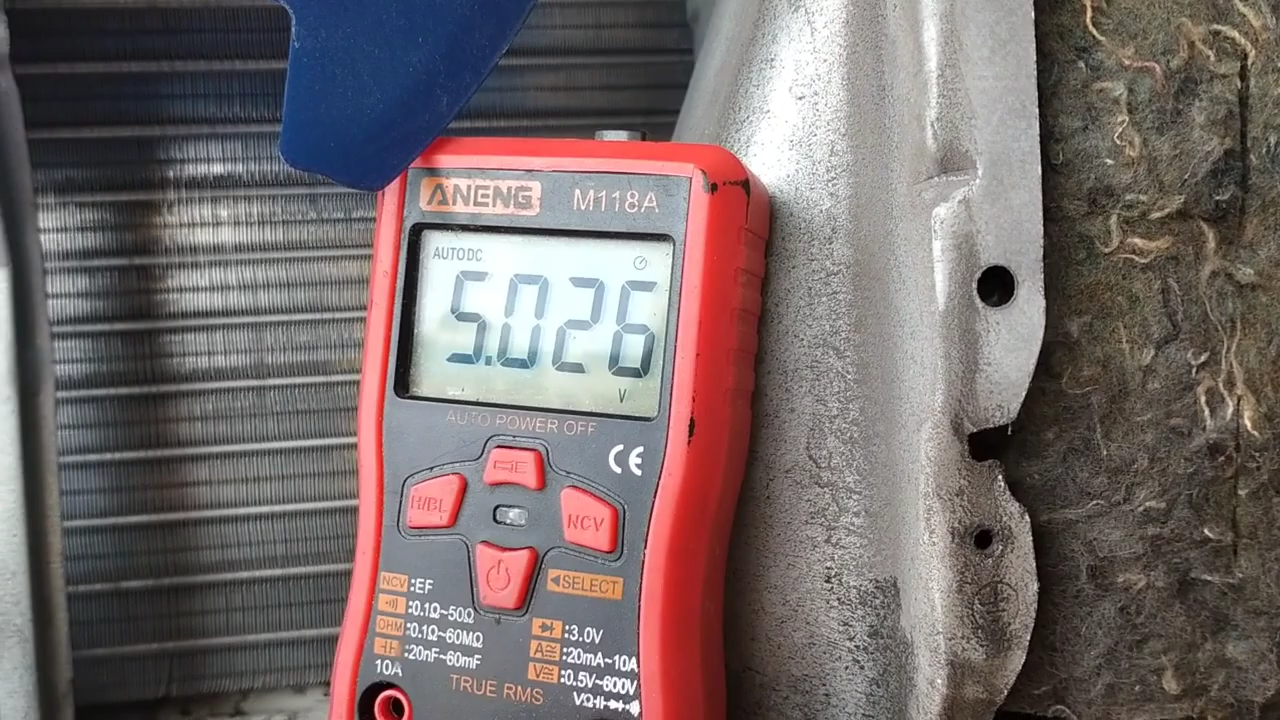 ANENG M118A
AUTO DC
5.026
V
AUTO POWER OFF
CE
H/BL
NCV
SELECT
NCV :EF
:0.1Ω~50Ω
OHM :0.1Ω~60MΩ
:20nF~60mF
:3.0V
A :20mA~10A
V :0.5V~600V
10A
TRUE RMS
VΩ